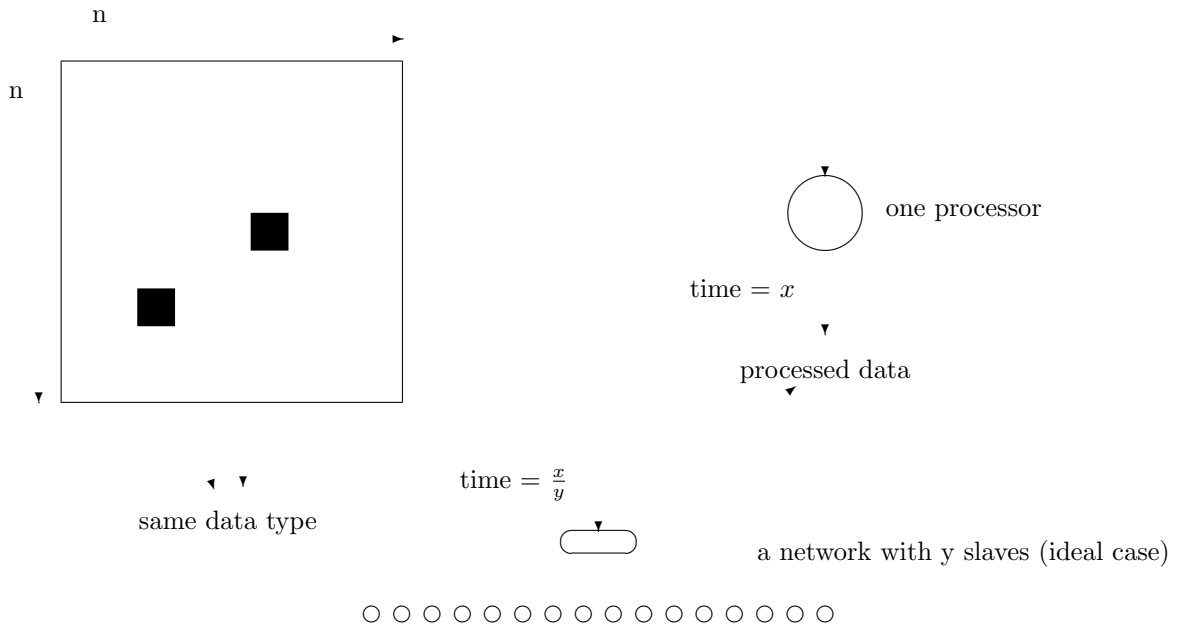 n
n
one processor
time = x
processed data
time = x/y
same data type
a network with y slaves (ideal case)